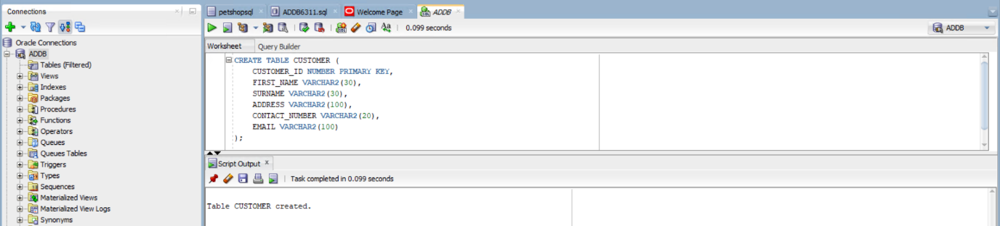 Connections
petshopsql
ADDB6311.sql
Welcome Page
ADDB
0.099 seconds
ADDB
Oracle Connections
ADDB
Tables (Filtered)
Views
Indexes
Packages
Procedures
Functions
Operators
Queues
Queues Tables
Triggers
Types
Sequences
Materialized Views
Materialized View Logs
Synonyms
Worksheet
Query Builder
CREATE TABLE CUSTOMER (
CUSTOMER_ID NUMBER PRIMARY KEY,
FIRST_NAME VARCHAR2(30),
SURNAME VARCHAR2(30),
ADDRESS VARCHAR2(100),
CONTACT_NUMBER VARCHAR2(20),
EMAIL VARCHAR2(100)
);
Script Output
Task completed in 0.099 seconds
Table CUSTOMER created.